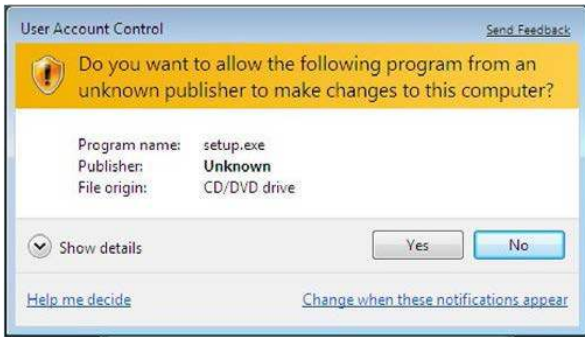 User Account Control
Send Feedback
Do you want to allow the following program from an
unknown publisher to make changes to this computer?
Program name: setup.exe
Publisher: Unknown
File origin: CD/DVD drive
Show details
Yes
No
Help me decide
Change when these notifications appear